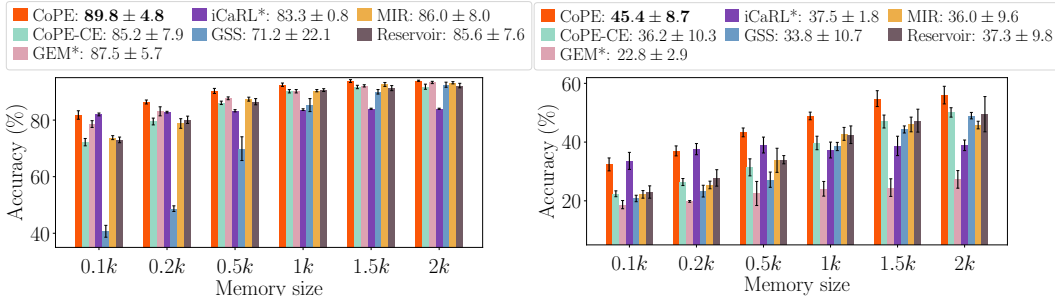 CoPE: 89.8 ± 4.8 iCaRL*: 83.3 ± 0.8 MIR: 86.0 ± 8.0
CoPE-CE: 85.2 ± 7.9 GSS: 71.2 ± 22.1 Reservoir: 85.6 ± 7.6
GEM*: 87.5 ± 5.7
Accuracy (%)
80
60
40
0.1k 0.2k 0.5k 1k 1.5k 2k
Memory size
CoPE: 45.4 ± 8.7 iCaRL*: 37.5 ± 1.8 MIR: 36.0 ± 9.6
CoPE-CE: 36.2 ± 10.3 GSS: 33.8 ± 10.7 Reservoir: 37.3 ± 9.8
GEM*: 22.8 ± 2.9
Accuracy (%)
60
40
20
0.1k 0.2k 0.5k 1k 1.5k 2k
Memory size